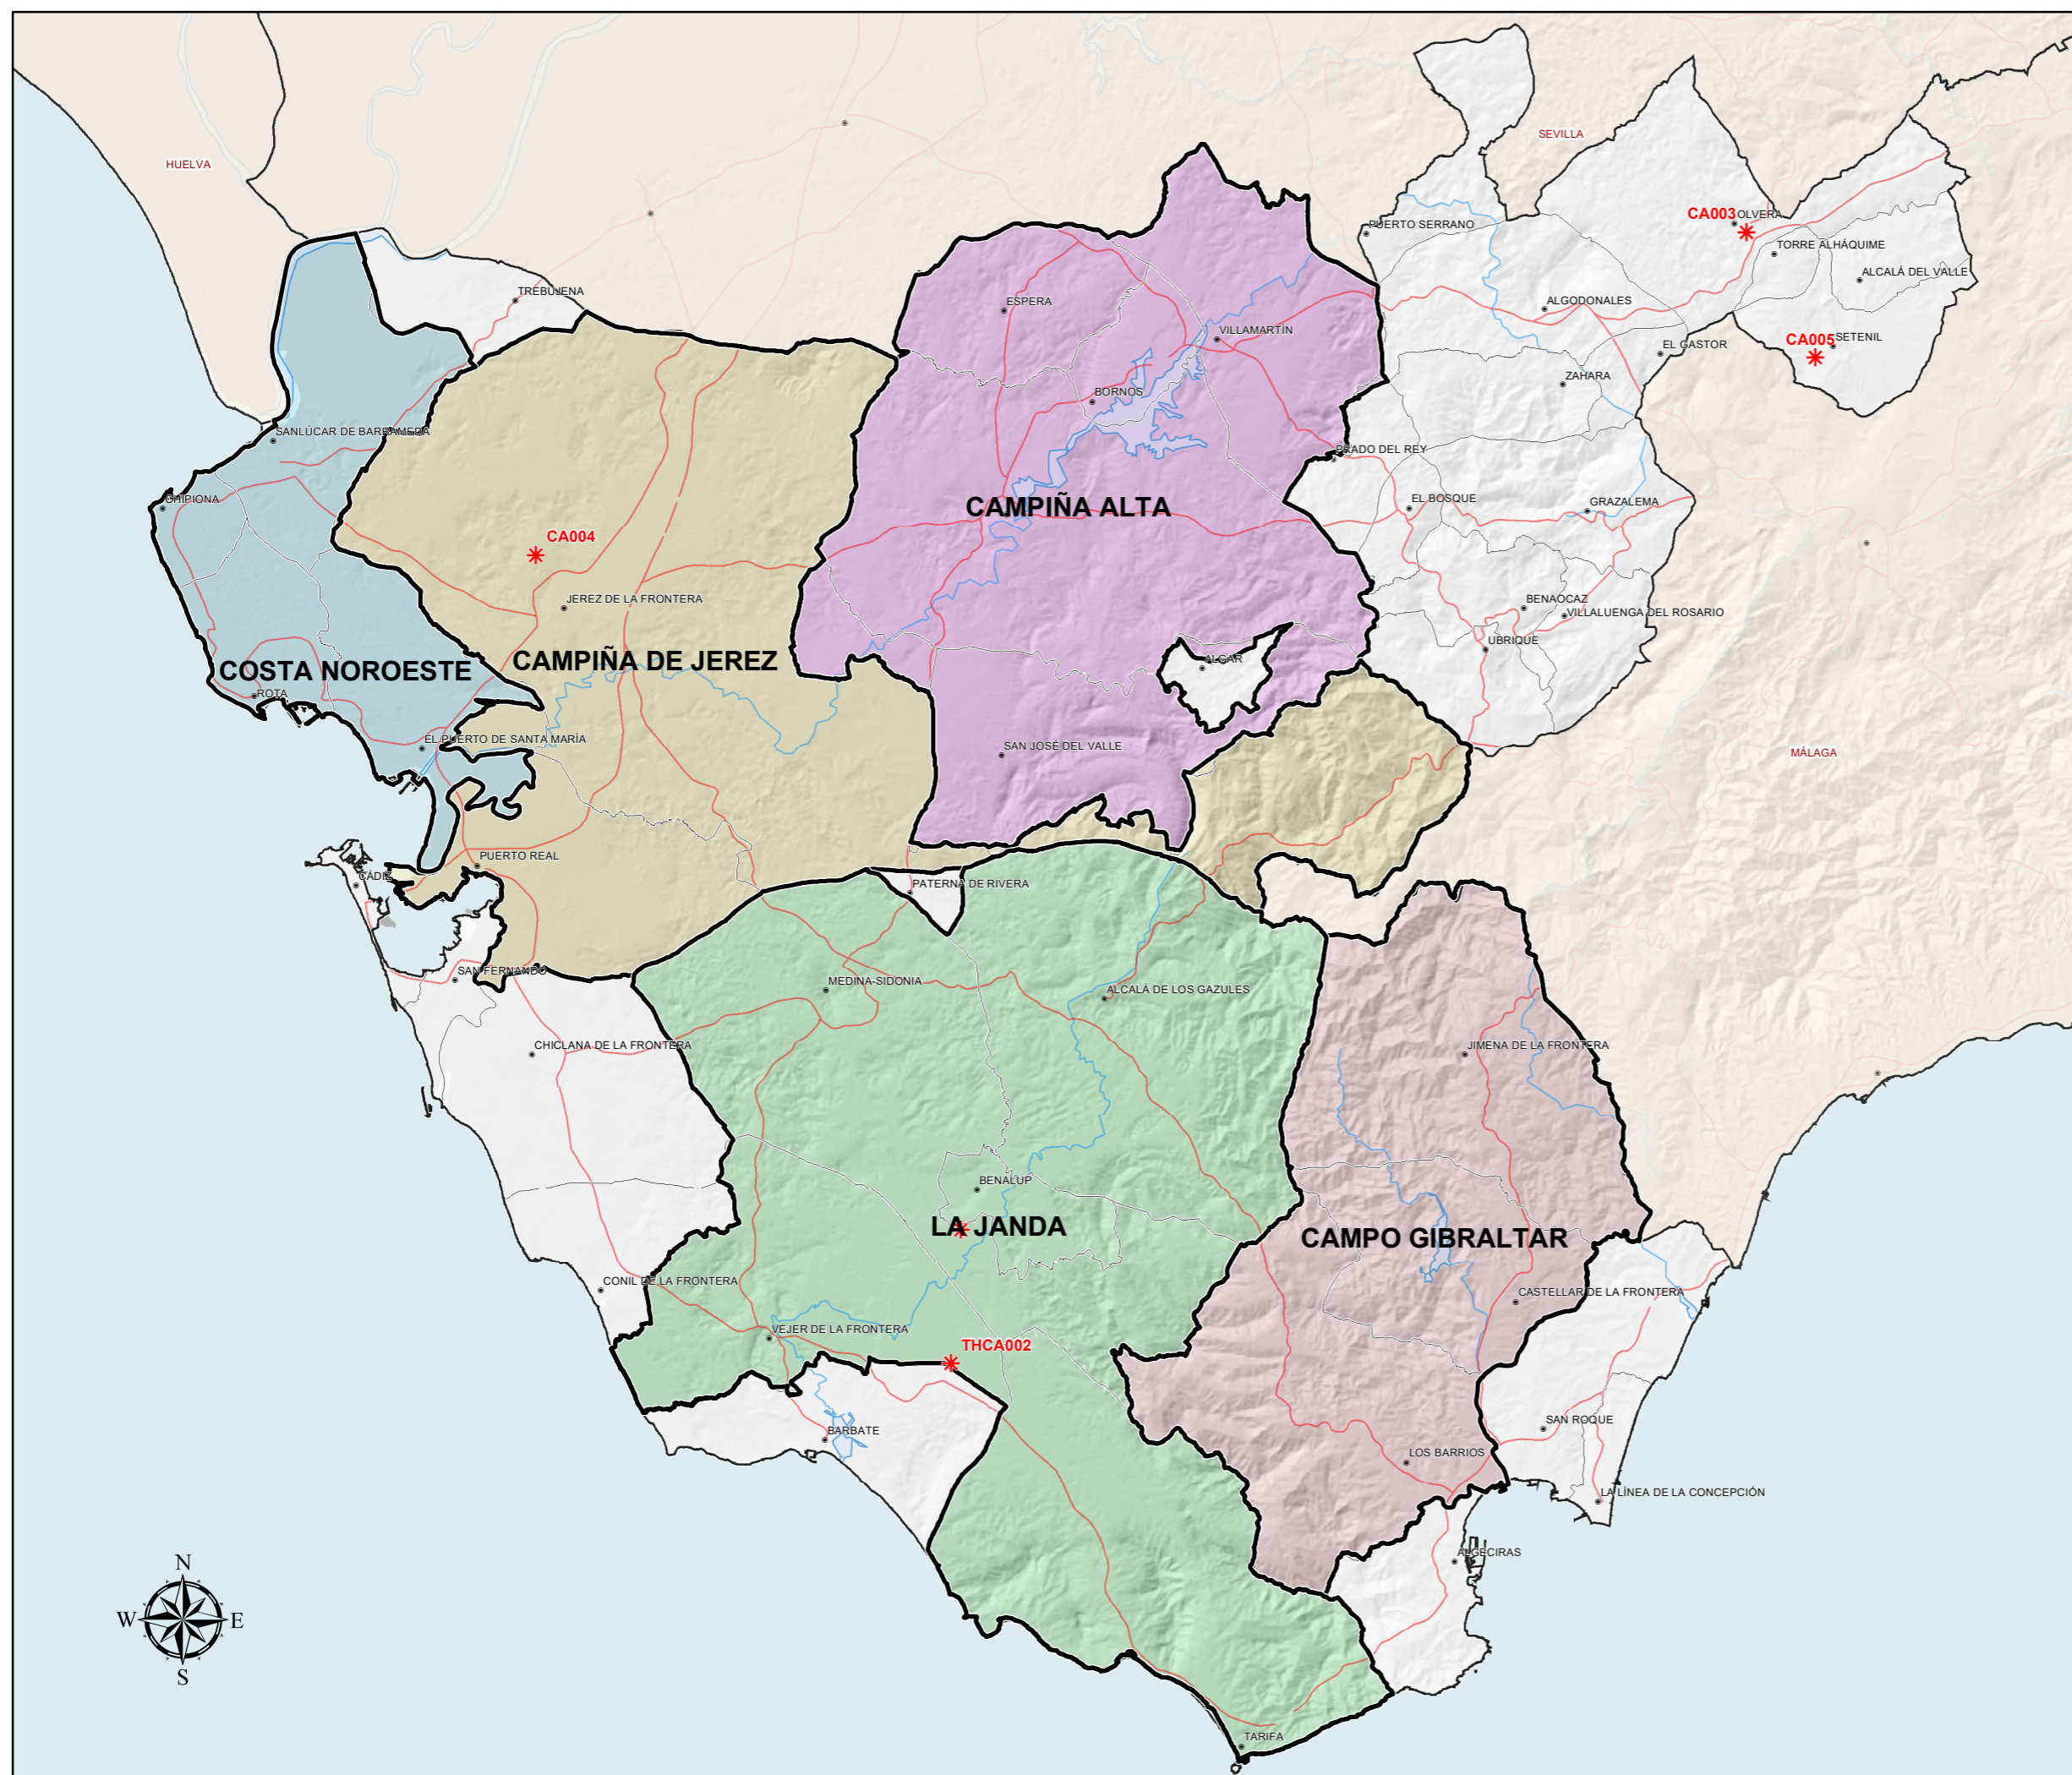 SEVILLA
HUELVA
CA003
OLVERA
PUERTO SERRANO
TORRE ALHÁQUIME
ALCALÁ DEL VALLE
TREBUJENA
ESPERA
ALGODONALES
VILLAMARTÍN
CA005
SETENIL
EL GASTOR
ZAHARA
BORNOS
SANLÚCAR DE BARRAMEDA
PRADO DEL REY
CHIPIONA
EL BOSQUE
GRAZALEMA
CAMPIÑA ALTA
CA004
JEREZ DE LA FRONTERA
BENAOCAZ
VILLALUENGA DEL ROSARIO
UBRIQUE
ALGAR
CAMPIÑA DE JEREZ
COSTA NOROESTE
ROTA
EL PUERTO DE SANTA MARÍA
SAN JOSÉ DEL VALLE
MÁLAGA
PUERTO REAL
CÁDIZ
PATERNA DE RIVERA
SAN FERNANDO
MEDINA-SIDONIA
ALCALÁ DE LOS GAZULES
CHICLANA DE LA FRONTERA
JIMENA DE LA FRONTERA
BENALUP
LA JANDA
CAMPO GIBRALTAR
CONIL DE LA FRONTERA
CASTELLAR DE LA FRONTERA
VEJER DE LA FRONTERA
THCA002
BARBATE
SAN ROQUE
LOS BARRIOS
LA LÍNEA DE LA CONCEPCIÓN
ALGECIRAS
N
W
E
S
TARIFA